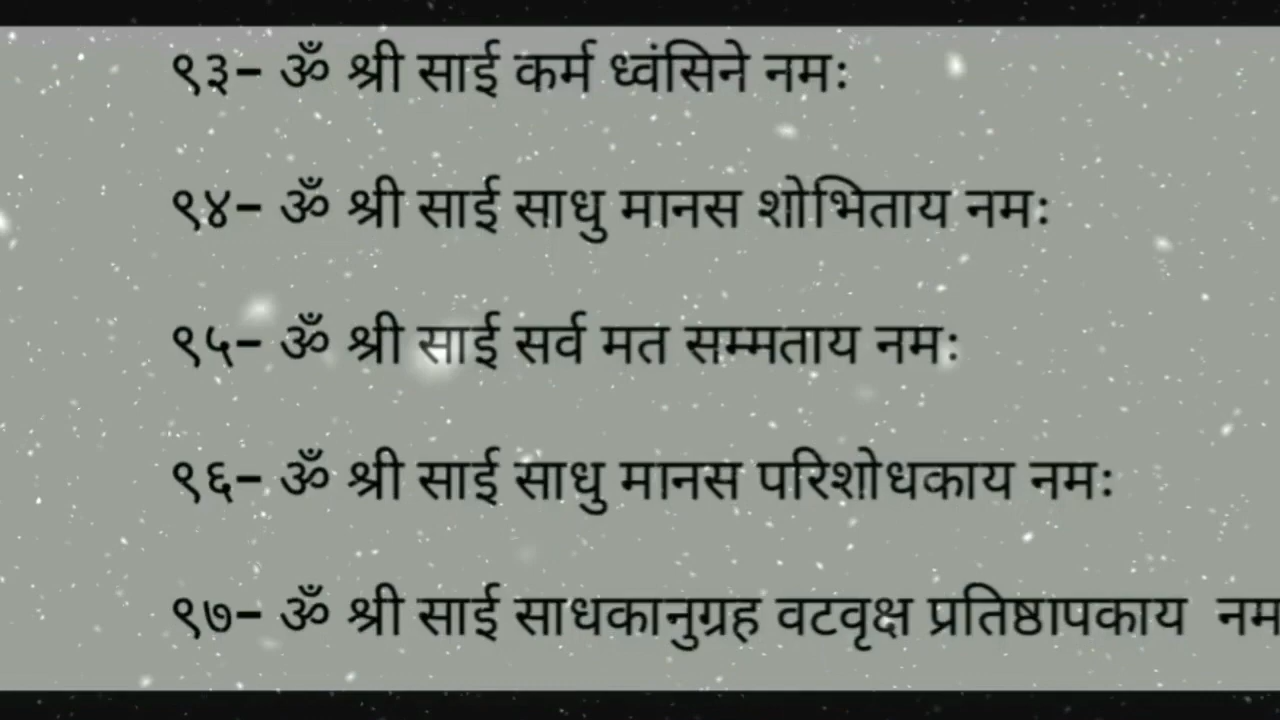 ९३- ॐ श्री साई कर्म ध्वंसिने नमः
९४- ॐ श्री साई साधु मानस शोभिताय नमः
९५- ॐ श्री साई सर्व मत सम्मताय नमः
९६- ॐ श्री साई साधु मानस परिशोधकाय नमः
९७- ॐ श्री साई साधकानुग्रह वटवृक्ष प्रतिष्ठापकाय नम